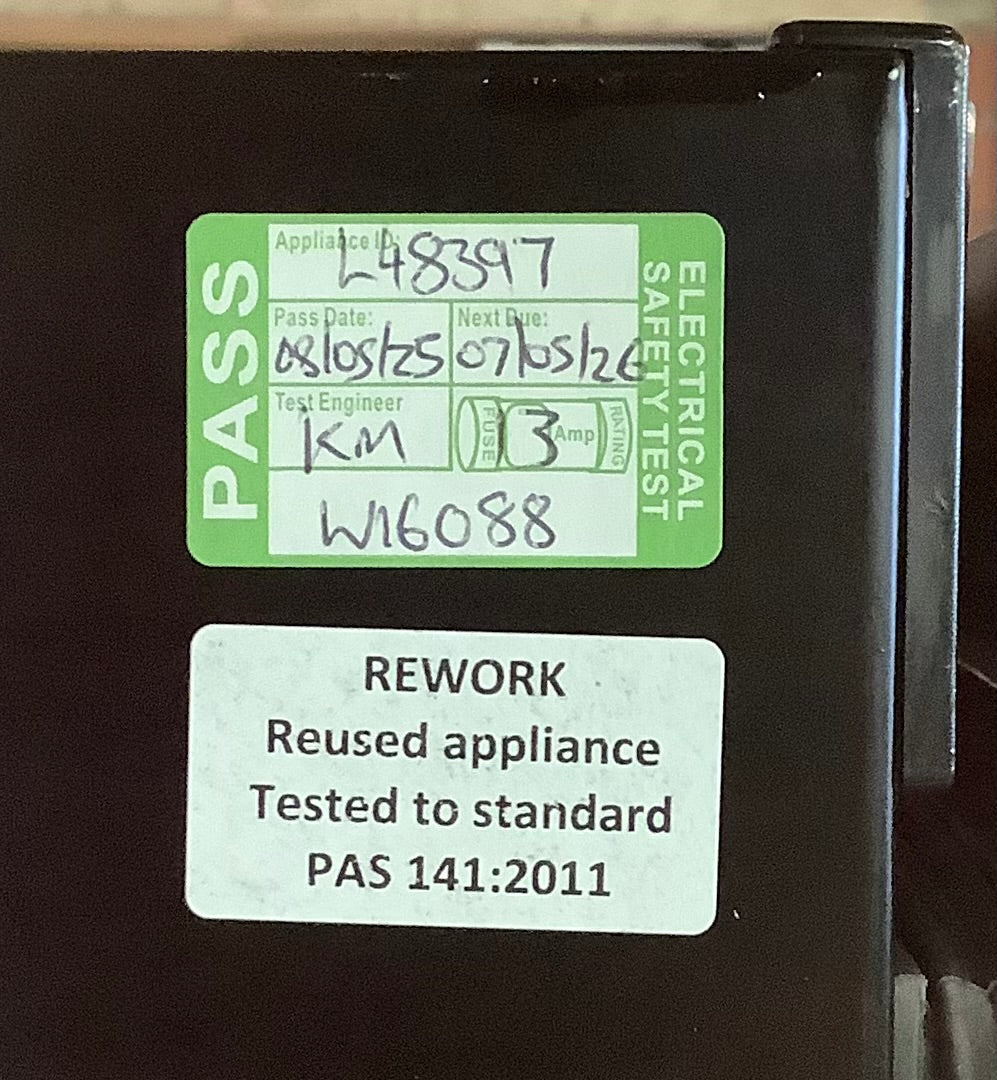 PASS
Appliance ID:
L48397
Pass Date:
08/05/25
Next Due:
07/05/26
Test Engineer
KM
FUSE 13 Amp RATING
W16088
ELECTRICAL
SAFETY TEST
REWORK
Reused appliance
Tested to standard
PAS 141:2011